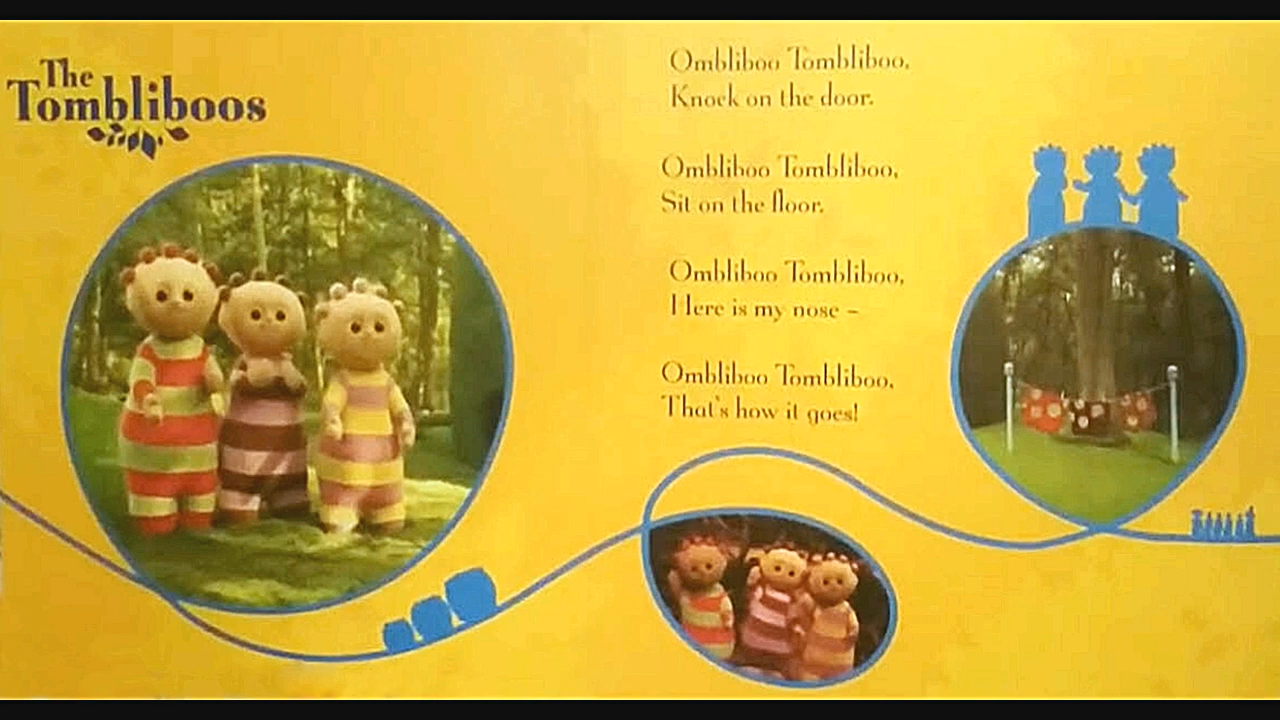 The
Tombliboos
Ombliboo Tombliboo,
Knock on the door.
Ombliboo Tombliboo,
Sit on the floor.
Ombliboo Tombliboo,
Here is my nose –
Ombliboo Tombliboo,
That's how it goes!